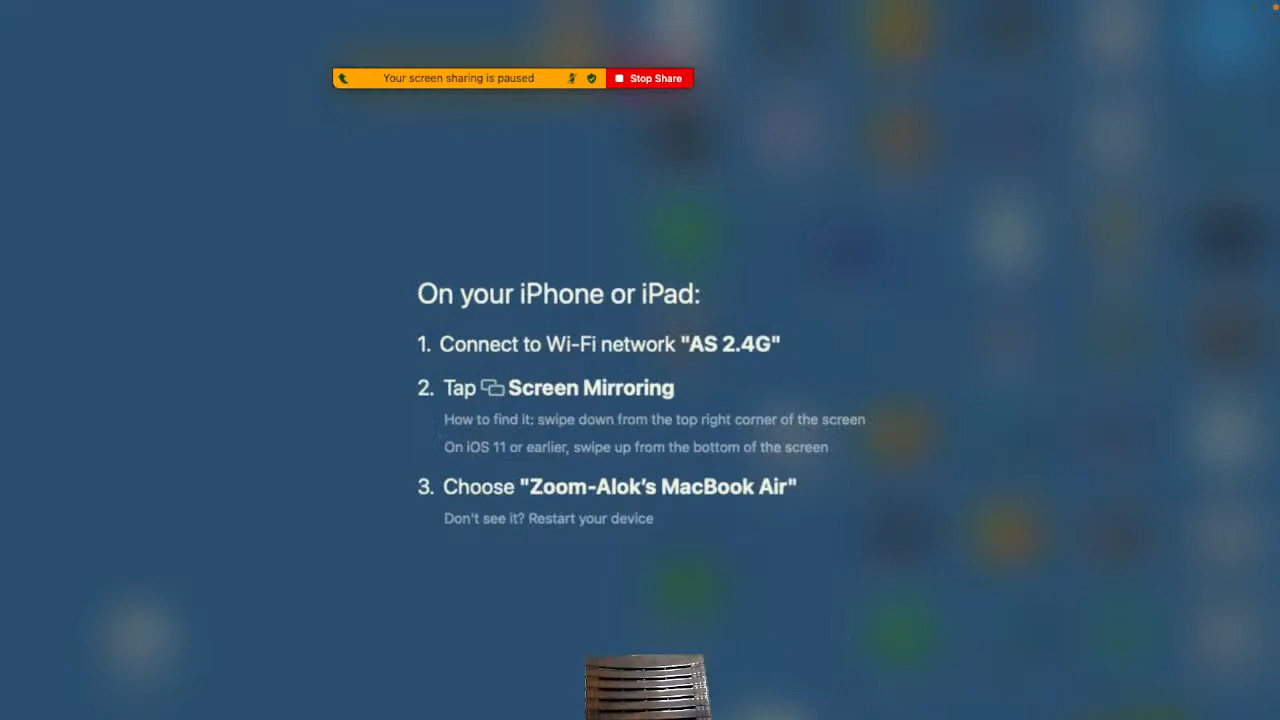 Your screen sharing is paused
Stop Share
On your iPhone or iPad:
1. Connect to Wi-Fi network "AS 2.4G"
2. Tap Screen Mirroring
How to find it: swipe down from the top right corner of the screen
On iOS 11 or earlier, swipe up from the bottom of the screen
3. Choose "Zoom-Alok’s MacBook Air"
Don't see it? Restart your device